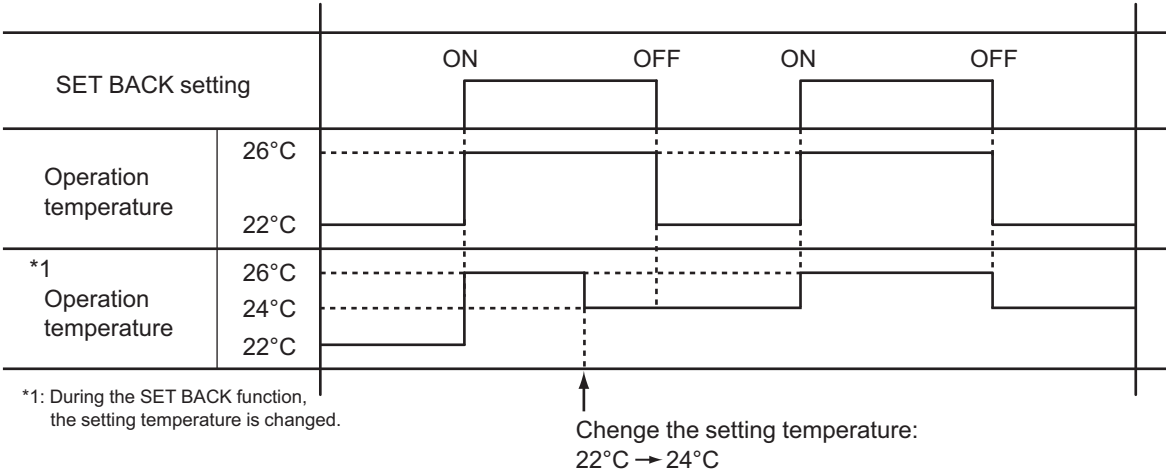 ON OFF ON OFF
SET BACK setting
26°C
Operation
temperature
22°C
*1
26°C
Operation
24°C
temperature
22°C
*1: During the SET BACK function,
the setting temperature is changed.
Chenge the setting temperature:
22°C → 24°C